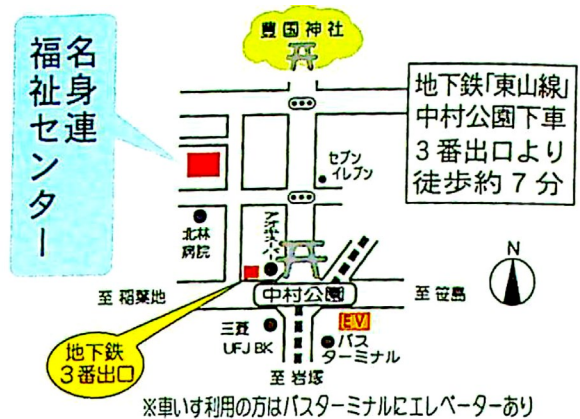 豊国神社
名身連
福祉センター
地下鉄「東山線」
中村公園下車
3番出口より
徒歩約7分
セブン
イレブン
北林
病院
N
至 稲葉地
中村公園
至 笹島
地下鉄
3番出口
三菱
UFJ BK
EV
バス
ターミナル
至 岩塚
※車いす利用の方はバスターミナルにエレベーターあり